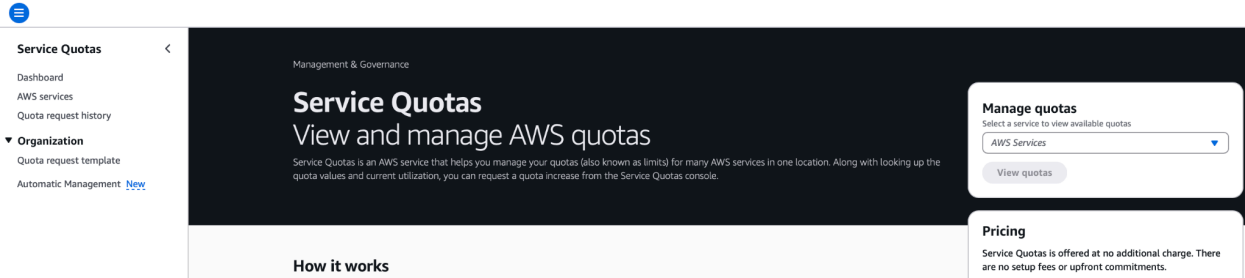 Service Quotas
Dashboard
AWS services
Quota request history
Organization
Quota request template
Automatic Management New
Management & Governance
Service Quotas
View and manage AWS quotas
Service Quotas is an AWS service that helps you manage your quotas (also known as limits) for many AWS services in one location. Along with looking up the
quota values and current utilization, you can request a quota increase from the Service Quotas console.
How it works
Manage quotas
Select a service to view available quotas
AWS Services
View quotas
Pricing
Service Quotas is offered at no additional charge. There
are no setup fees or upfront commitments.